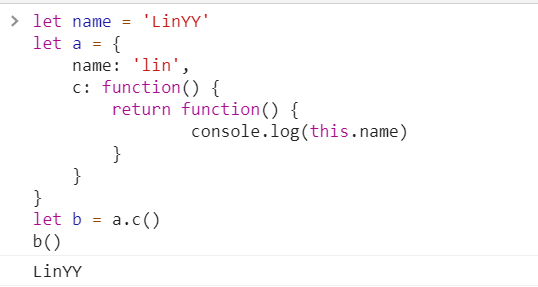 > let name = 'LinYY'
let a = {
    name: 'lin',
    c: function() {
        return function() {
                console.log(this.name)
        }
    }
}
let b = a.c()
b()
LinYY